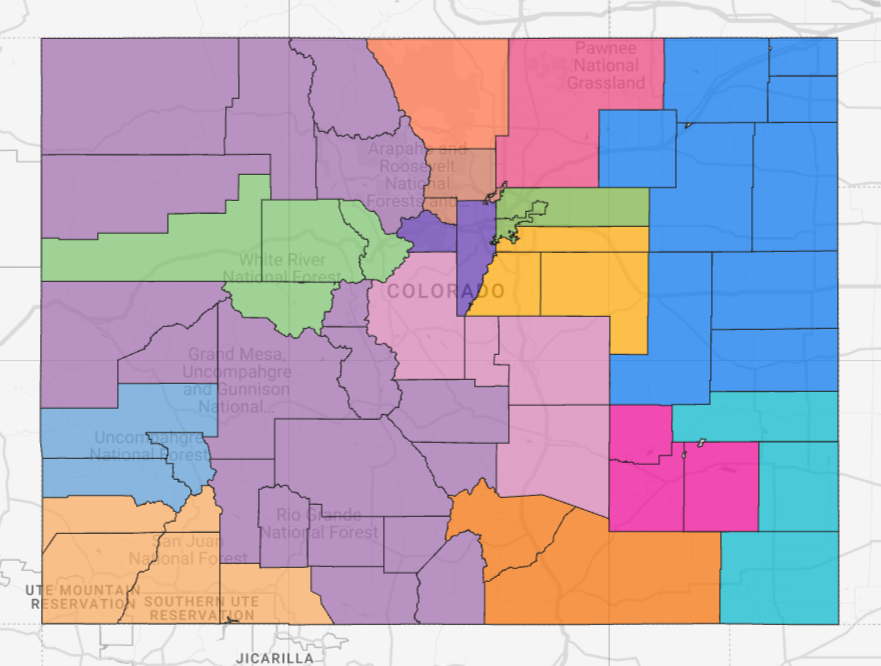 Pawnee
National
Grassland
Arapaho and
Roosevelt
National
Forests and...
White River
National Forest
COLORADO
Grand Mesa,
Uncompahgre
and Gunnison
National...
Uncompahgre
National Forest
Rio Grande
National Forest
San Juan
National Forest
UTE MOUNTAIN
RESERVATION
SOUTHERN UTE
RESERVATION
JICARILLA